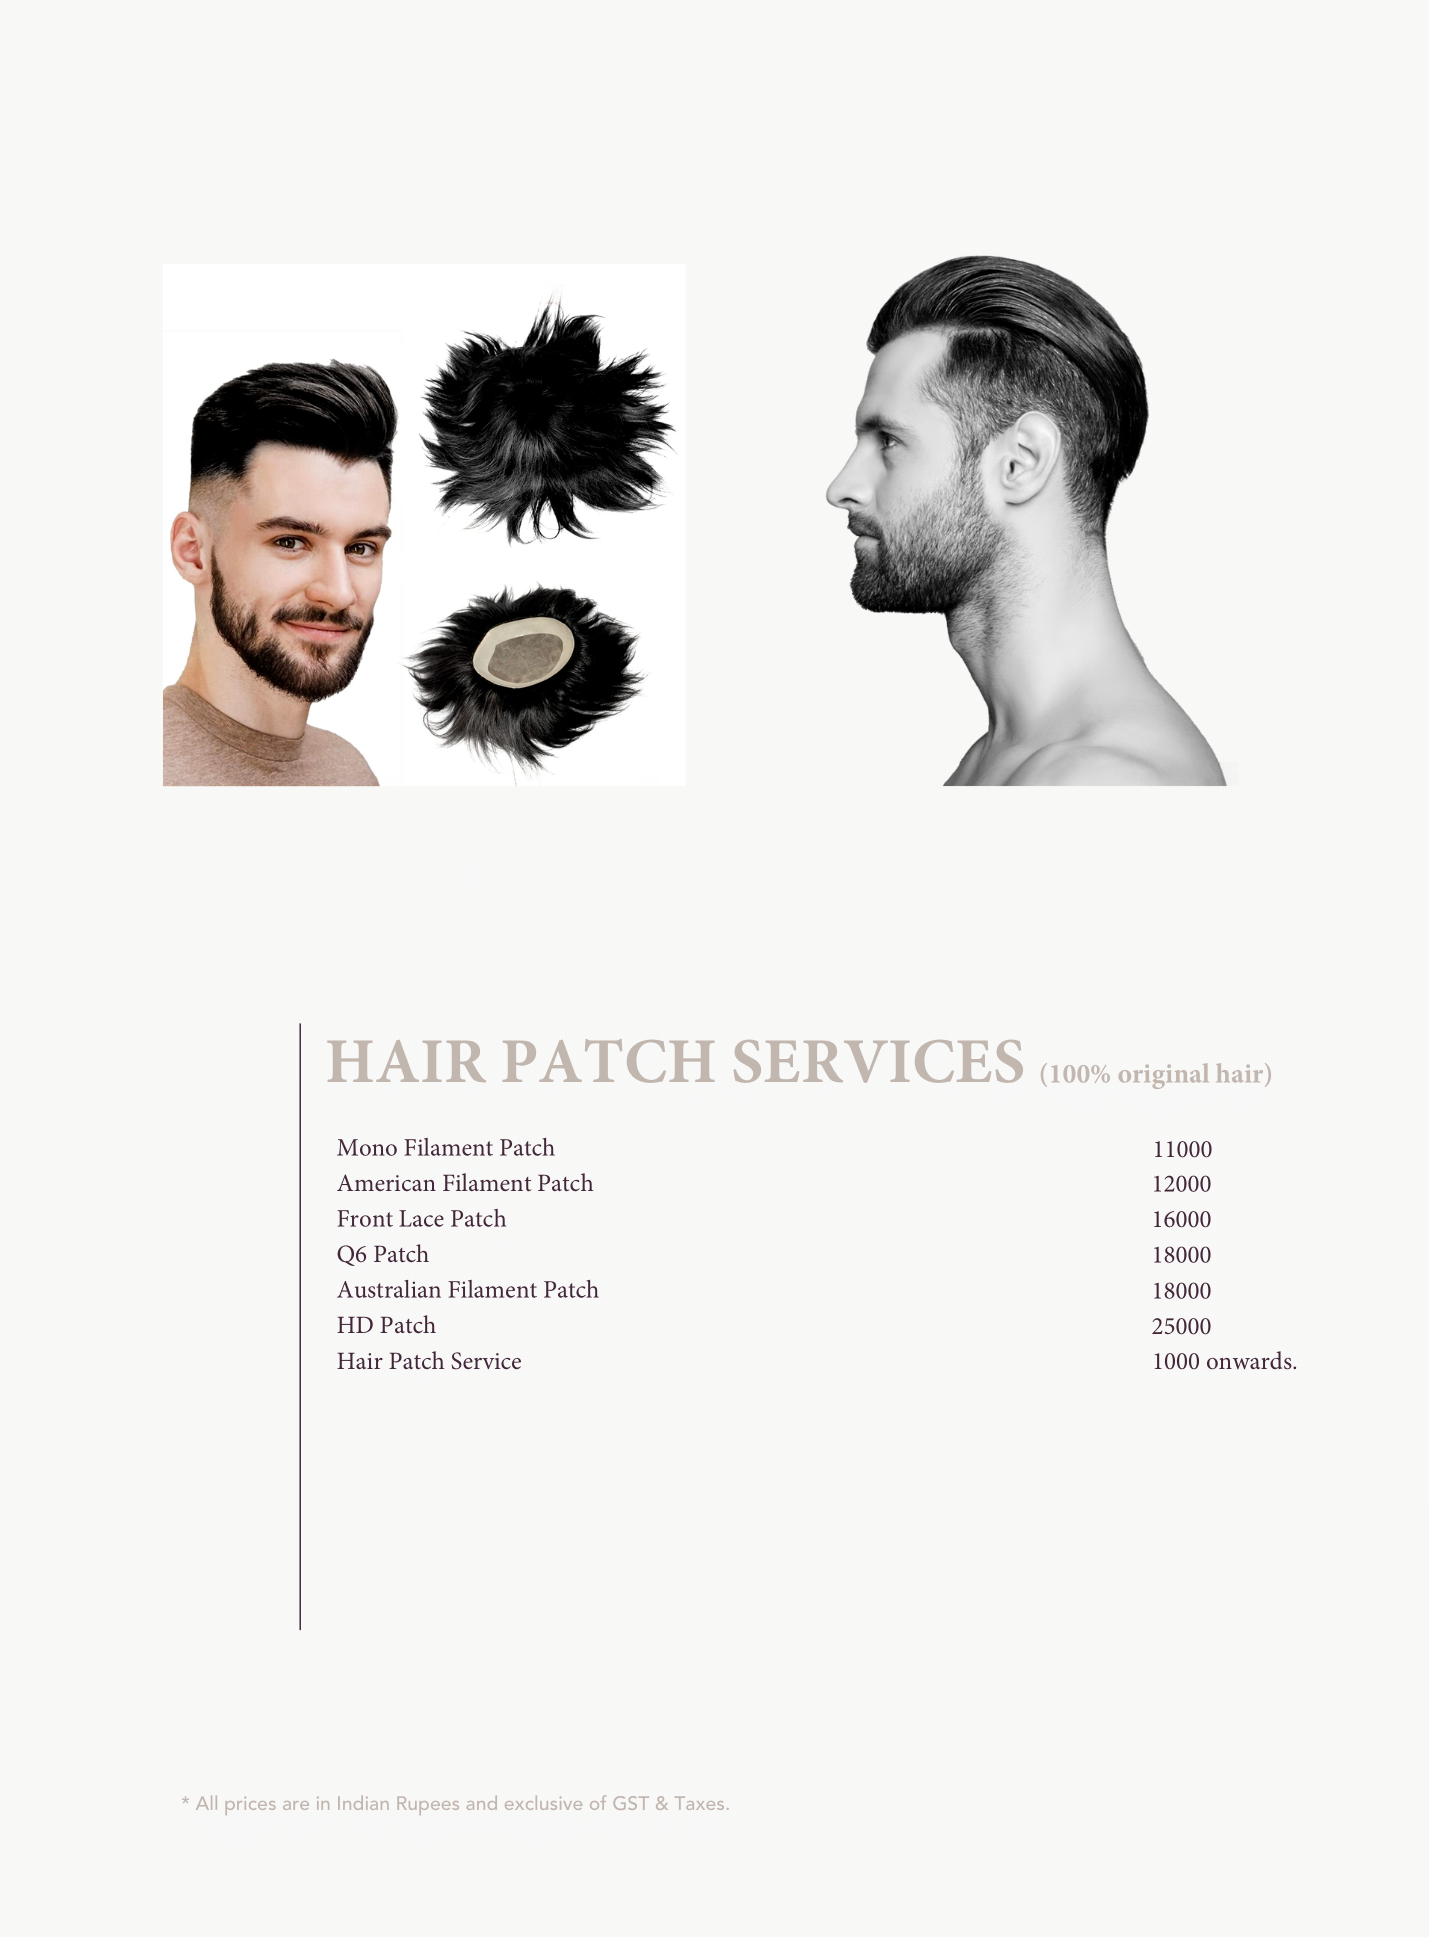 HAIR PATCH SERVICES (100% original hair)
Mono Filament Patch 11000
American Filament Patch 12000
Front Lace Patch 16000
Q6 Patch 18000
Australian Filament Patch 18000
HD Patch 25000
Hair Patch Service 1000 onwards.
* All prices are in Indian Rupees and exclusive of GST & Taxes.